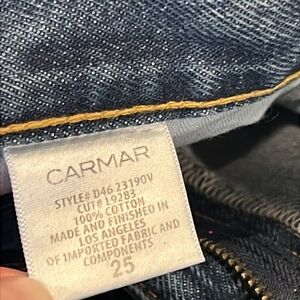 CARMAR
STYLE# D46 23190V
CUT# L9283
100% COTTON
MADE AND FINISHED IN
LOS ANGELES
OF IMPORTED FABRIC AND
COMPONENTS
25